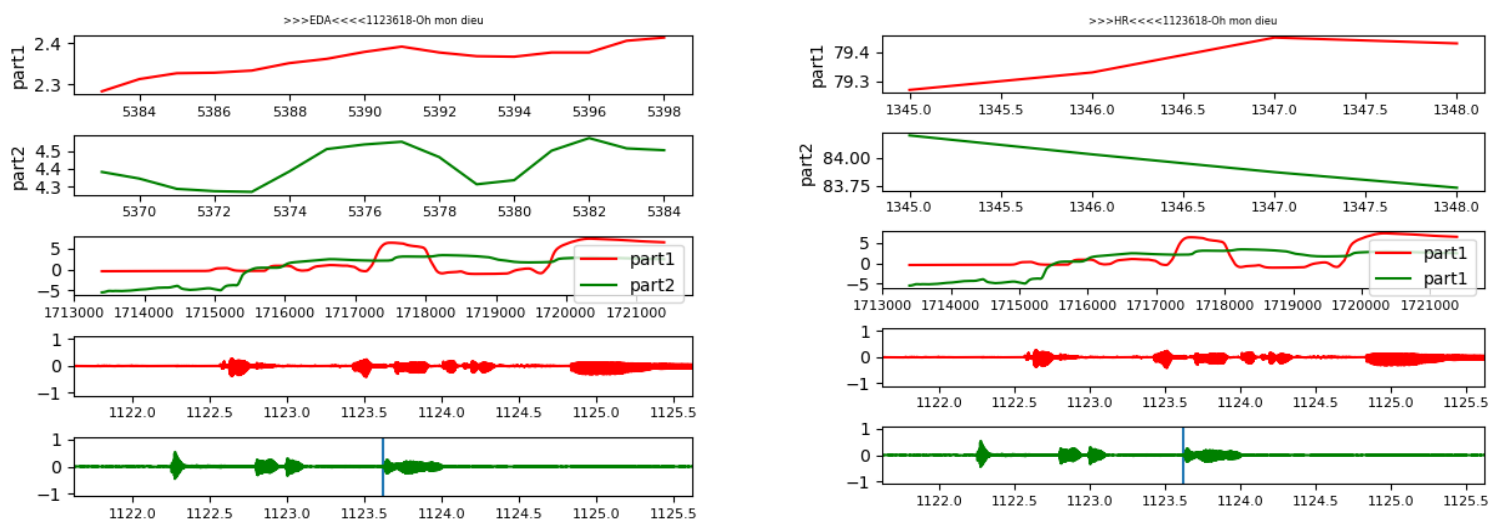 >>>EDA<<<<1123618-Oh mon dieu
part1
2.4
2.3
5384 5386 5388 5390 5392 5394 5396 5398
part2
4.5
4.4
4.3
5370 5372 5374 5376 5378 5380 5382 5384
5
0
−5
part1
part2
1713000 1714000 1715000 1716000 1717000 1718000 1719000 1720000 1721000
1
0
−1
1122.0 1122.5 1123.0 1123.5 1124.0 1124.5 1125.0 1125.5
1
0
−1
1122.0 1122.5 1123.0 1123.5 1124.0 1124.5 1125.0 1125.5
>>>HR<<<<1123618-Oh mon dieu
part1
79.4
79.3
1345.0 1345.5 1346.0 1346.5 1347.0 1347.5 1348.0
part2
84.00
83.75
1345.0 1345.5 1346.0 1346.5 1347.0 1347.5 1348.0
5
0
−5
part1
part1
1713000 1714000 1715000 1716000 1717000 1718000 1719000 1720000 1721000
1
0
−1
1122.0 1122.5 1123.0 1123.5 1124.0 1124.5 1125.0 1125.5
1
0
−1
1122.0 1122.5 1123.0 1123.5 1124.0 1124.5 1125.0 1125.5